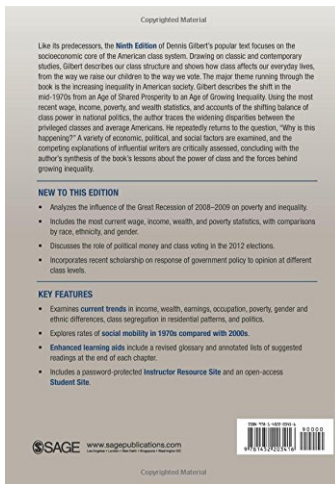 Copyrighted Material
Like its predecessors, the Ninth Edition of Dennis Gilbert's popular text focuses on the
socioeconomic core of the American class system. Drawing on classic and contemporary
studies, Gilbert describes our class structure and shows how class affects our everyday lives,
from the way we raise our children to the way we vote. The major theme running through
the book is the increasing inequality in American society. Gilbert describes the shift in the
mid-1970s from an Age of Shared Prosperity to an Age of Growing Inequality. Using the most
recent wage, income, poverty, and wealth statistics, and accounts of the shifting balance of
class power in national politics, the author traces the widening disparities between the
privileged classes and average Americans. He repeatedly returns to the question, "Why is this
happening?" A variety of economic, political, and social factors are examined, and the
competing explanations of influential writers are critically assessed, concluding with the
author's synthesis of the book's lessons about the power of class and the forces behind
growing inequality.
NEW TO THIS EDITION
• Analyzes the influence of the Great Recession of 2008–2009 on poverty and inequality.
• Includes the most current wage, income, wealth, and poverty statistics, with comparisons
by race, ethnicity, and gender.
• Discusses the role of political money and class voting in the 2012 elections.
• Incorporates recent scholarship on response of government policy to opinion at different
class levels.
KEY FEATURES
• Examines current trends in income, wealth, earnings, occupation, poverty, gender and
ethnic differences, class segregation in residential patterns, and politics.
• Explores rates of social mobility in 1970s compared with 2000s.
• Enhanced learning aids include a revised glossary and annotated lists of suggested
readings at the end of each chapter.
• Includes a password-protected Instructor Resource Site and an open-access
Student Site.
90000
9 781452 203416
SAGE www.sagepublications.com
Copyrighted Material